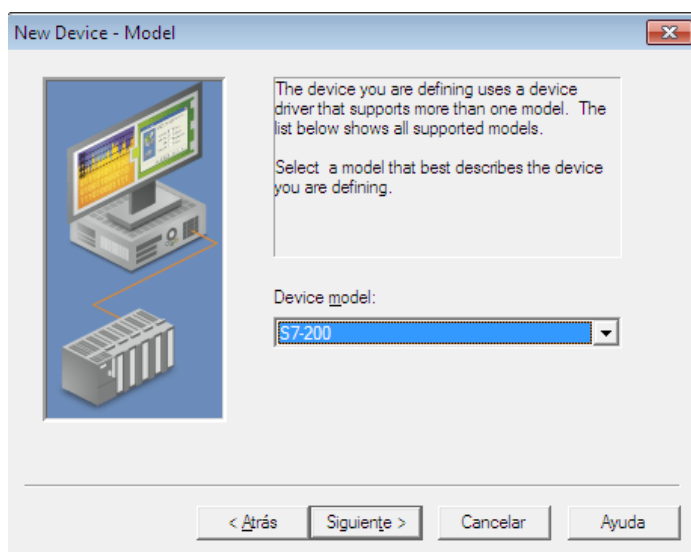 New Device - Model
The device you are defining uses a device
driver that supports more than one model. The
list below shows all supported models.
Select a model that best describes the device
you are defining.
Device model:
S7-200
< Atrás
Siguiente >
Cancelar
Ayuda